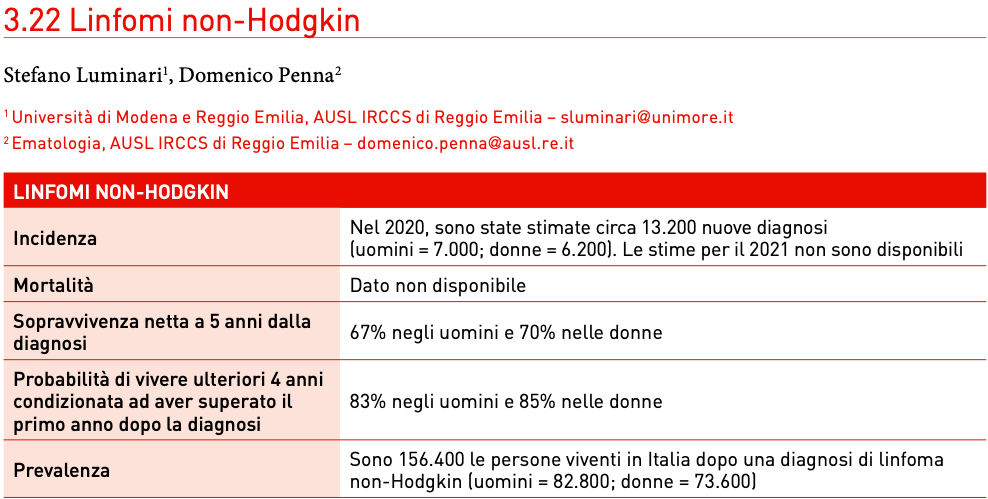 3.22 Linfomi non-Hodgkin
Stefano Luminari¹, Domenico Penna²
¹ Università di Modena e Reggio Emilia, AUSL IRCCS di Reggio Emilia – sluminari@unimore.it
² Ematologia, AUSL IRCCS di Reggio Emilia – domenico.penna@ausl.re.it
LINFOMI NON-HODGKIN
Incidenza
Nel 2020, sono state stimate circa 13.200 nuove diagnosi
(uomini = 7.000; donne = 6.200). Le stime per il 2021 non sono disponibili
Mortalità
Dato non disponibile
Sopravvivenza netta a 5 anni dalla
diagnosi
67% negli uomini e 70% nelle donne
Probabilità di vivere ulteriori 4 anni
condizionata ad aver superato il
primo anno dopo la diagnosi
83% negli uomini e 85% nelle donne
Prevalenza
Sono 156.400 le persone viventi in Italia dopo una diagnosi di linfoma
non-Hodgkin (uomini = 82.800; donne = 73.600)